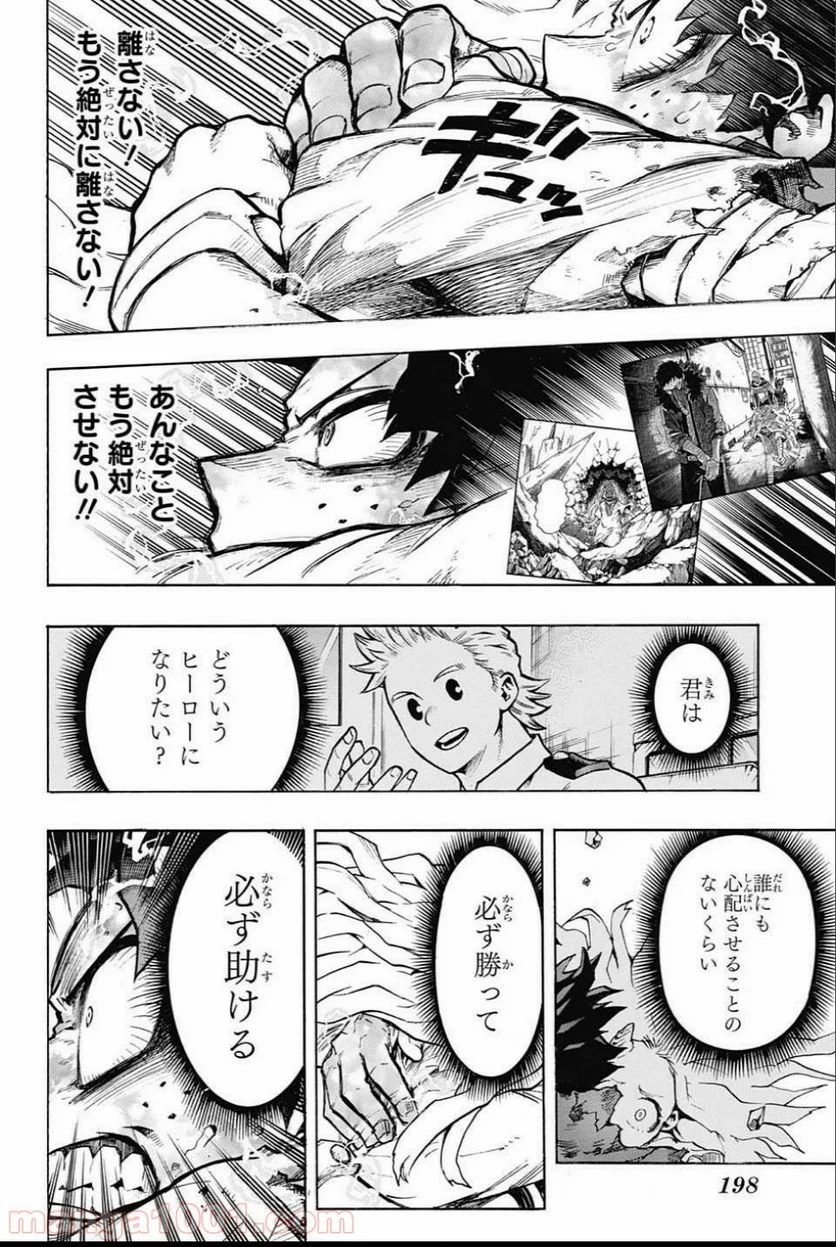 ギュッ
離さない!
もう絶対に離さない!
あんなこと
もう絶対
させない!!
君は
どういう
ヒーローに
なりたい?
誰にも
心配させることの
ないくらい
必ず勝って
必ず助ける
198
manga1001.com